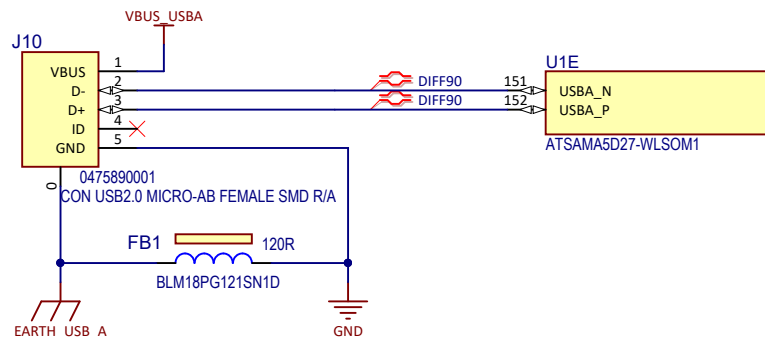 VBUS_USBA
J10
U1E
VBUS 1
D- 2
D+ 3
ID 4
GND 5
0
DIFF90
DIFF90
151 USBA_N
152 USBA_P
ATSAMA5D27-WLSOM1
0475890001
CON USB2.0 MICRO-AB FEMALE SMD R/A
FB1 120R
BLM18PG121SN1D
EARTH_USB_A
GND